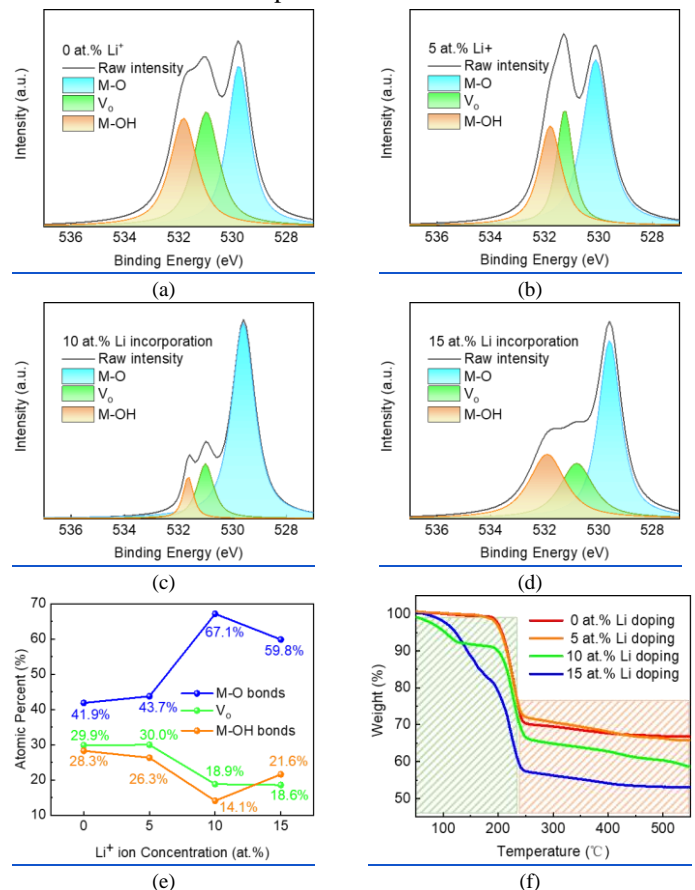 0 at.% Li⁺
Raw intensity
M-O
Vo
M-OH
Intensity (a.u.)
536 534 532 530 528
Binding Energy (eV)
(a)
5 at.% Li+
Raw intensity
M-O
Vo
M-OH
Intensity (a.u.)
536 534 532 530 528
Binding Energy (eV)
(b)
10 at.% Li incorporation
Raw intensity
M-O
Vo
M-OH
Intensity (a.u.)
536 534 532 530 528
Binding Energy (eV)
(c)
15 at.% Li incorporation
Raw intensity
M-O
Vo
M-OH
Intensity (a.u.)
536 534 532 530 528
Binding Energy (eV)
(d)
70
60
50
40
30
20
10
Atomic Percent (%)
67.1%
59.8%
41.9%
43.7%
M-O bonds
Vo
M-OH bonds
29.9%
30.0%
28.3%
26.3%
18.9%
21.6%
14.1%
18.6%
0 5 10 15
Li⁺ ion Concentration (at.%)
(e)
100
90
80
70
60
50
Weight (%)
0 at.% Li doping
5 at.% Li doping
10 at.% Li doping
15 at.% Li doping
100 200 300 400 500
Temperature (℃)
(f)